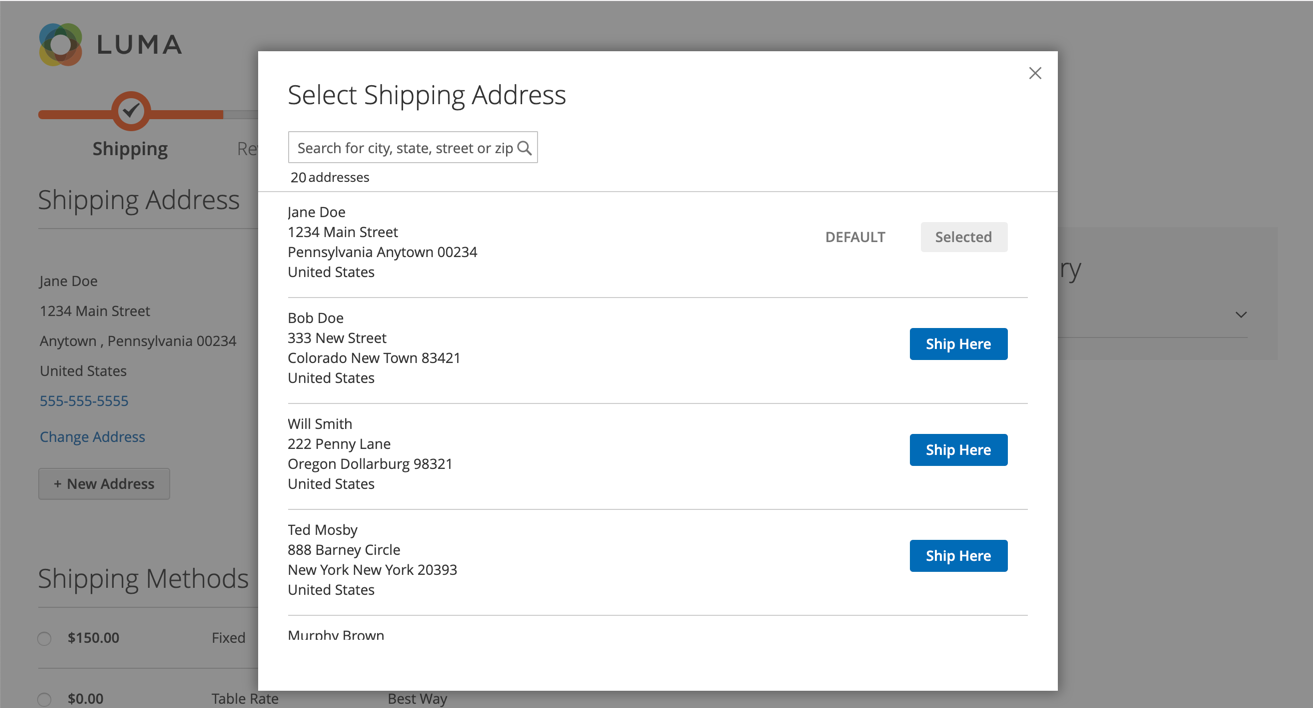 LUMA
Shipping
Re
Shipping Address
Jane Doe
1234 Main Street
Anytown , Pennsylvania 00234
United States
555-555-5555
Change Address
+ New Address
Shipping Methods
$150.00 Fixed
$0.00 Table Rate Best Way
ry
Select Shipping Address
Search for city, state, street or zip
20 addresses
Jane Doe
1234 Main Street
Pennsylvania Anytown 00234
United States
DEFAULT
Selected
Bob Doe
333 New Street
Colorado New Town 83421
United States
Ship Here
Will Smith
222 Penny Lane
Oregon Dollarburg 98321
United States
Ship Here
Ted Mosby
888 Barney Circle
New York New York 20393
United States
Ship Here
Murphy Brown